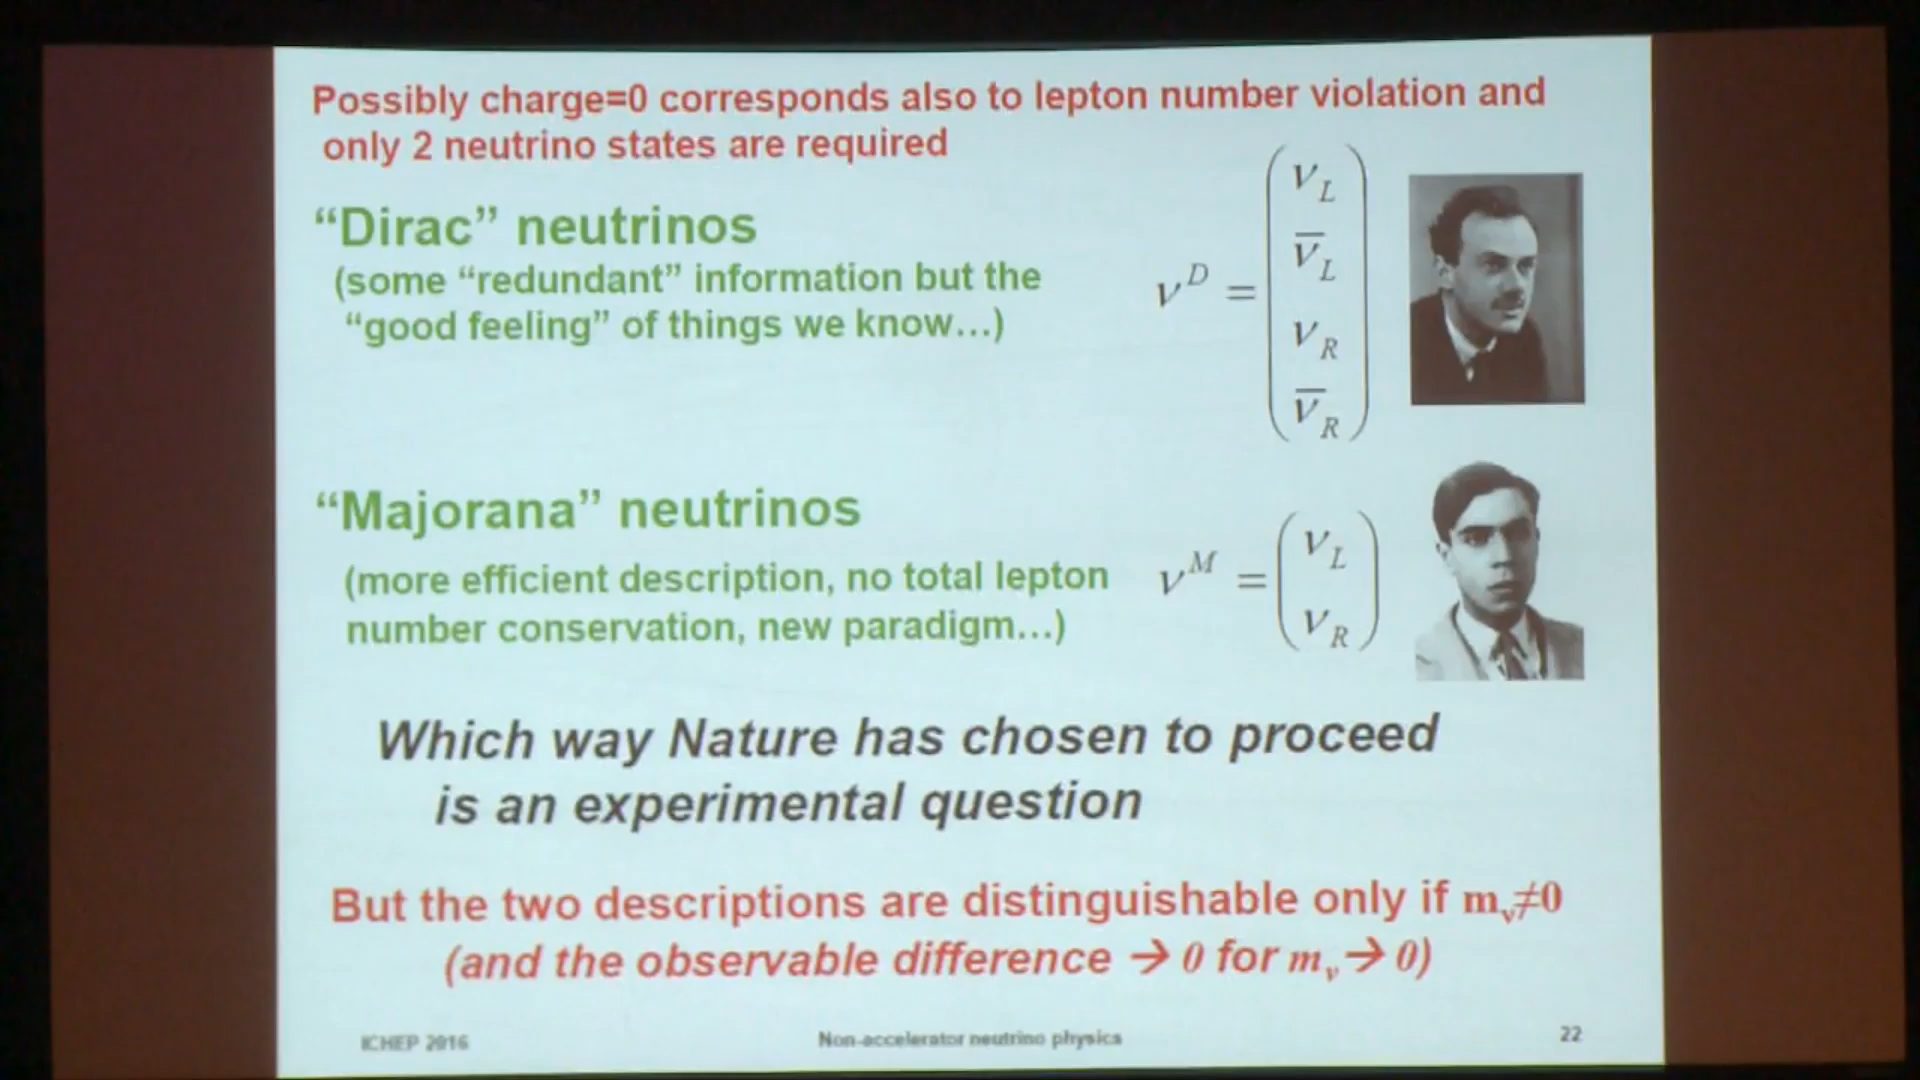 Possibly charge=0 corresponds also to lepton number violation and
only 2 neutrino states are required
“Dirac” neutrinos
(some “redundant” information but the
“good feeling” of things we know…)
ν^D = (ν_L
ν̅_L
ν_R
ν̅_R)
“Majorana” neutrinos
(more efficient description, no total lepton
number conservation, new paradigm…)
ν^M = (ν_L
ν_R)
Which way Nature has chosen to proceed
is an experimental question
But the two descriptions are distinguishable only if m_ν≠0
(and the observable difference → 0 for m_ν→ 0)
ICHEP 2016
Non-accelerator neutrino physics
22